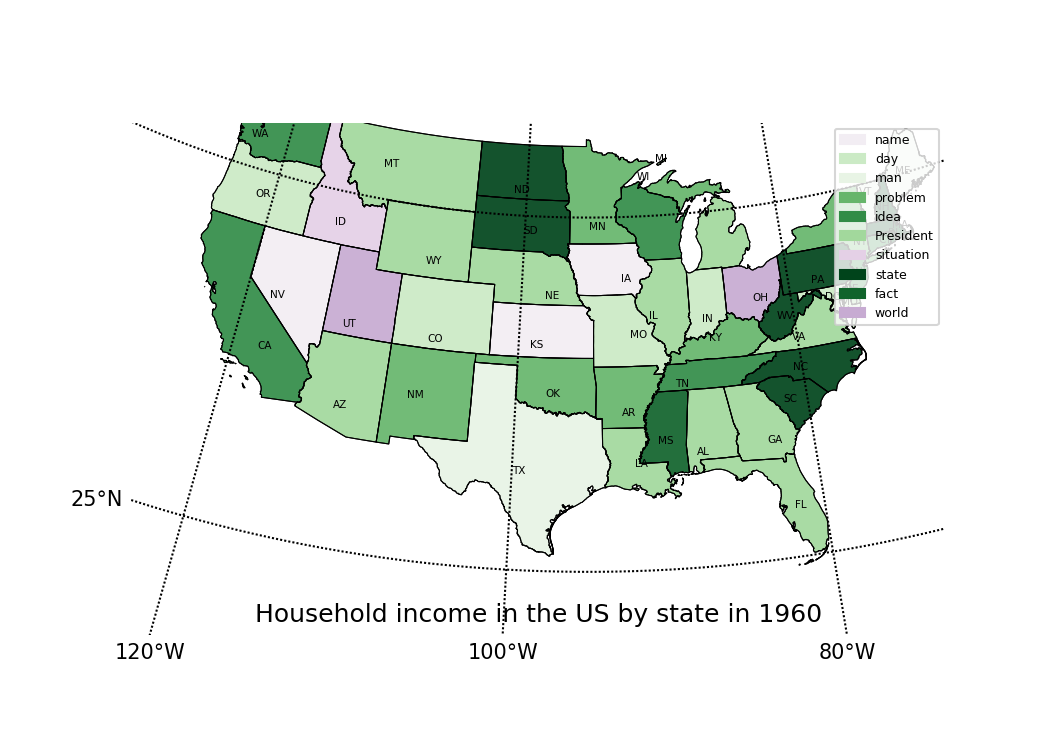 WA
MT
ND
MN
WI
MI
MI
ME
VT
OR
ID
SD
WY
NV
UT
CO
NE
IA
KS
MO
IL
IN
OH
PA
WV
VA
KY
CA
AZ
NM
OK
AR
TN
NC
SC
MS
AL
GA
TX
LA
FL
name
day
man
problem
idea
President
situation
state
fact
world
25°N
Household income in the US by state in 1960
120°W
100°W
80°W